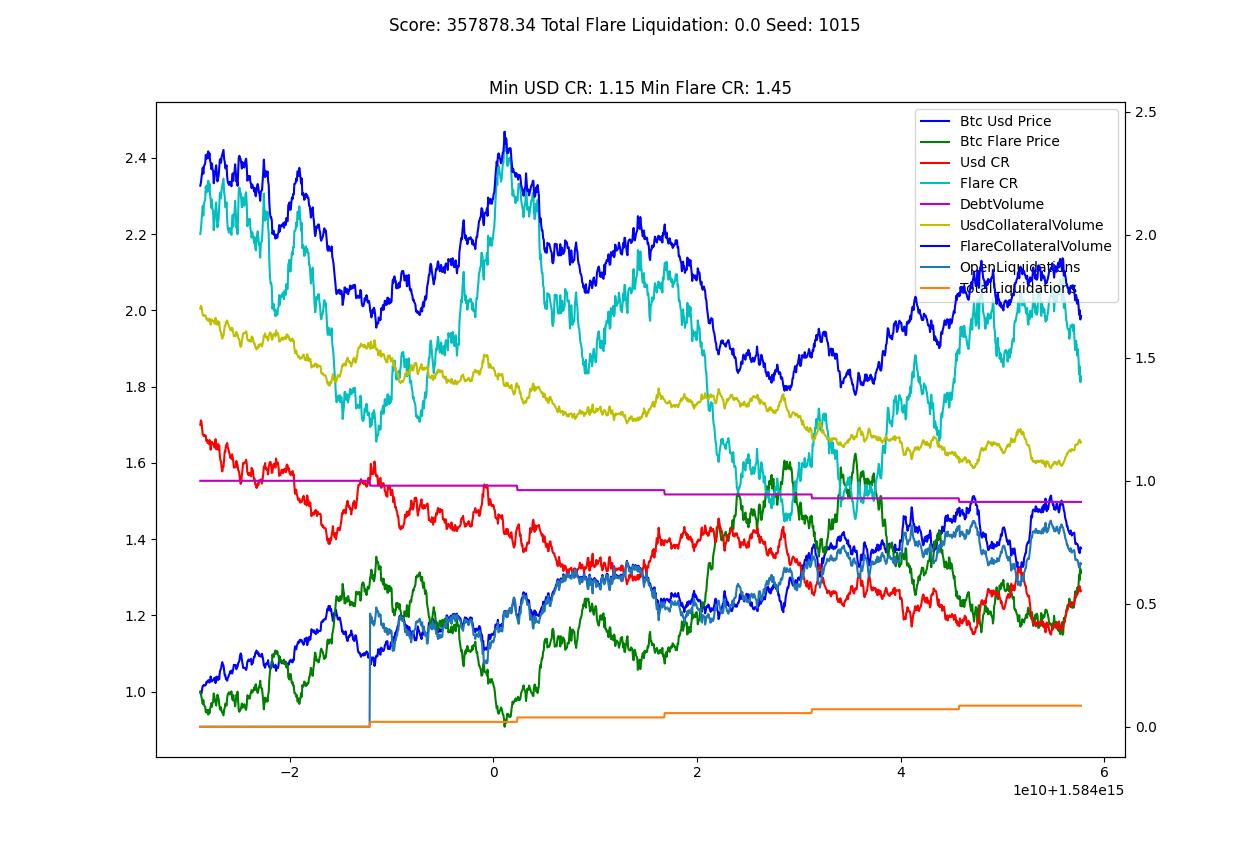 Score: 357878.34 Total Flare Liquidation: 0.0 Seed: 1015
Min USD CR: 1.15 Min Flare CR: 1.45
2.4
2.2
2.0
1.8
1.6
1.4
1.2
1.0
2.5
2.0
1.5
1.0
0.5
0.0
Btc Usd Price
Btc Flare Price
Usd CR
Flare CR
DebtVolume
UsdCollateralVolume
FlareCollateralVolume
OpenLiquidations
TotalLiquidations
−2
0
2
4
6
1e10+1.584e15